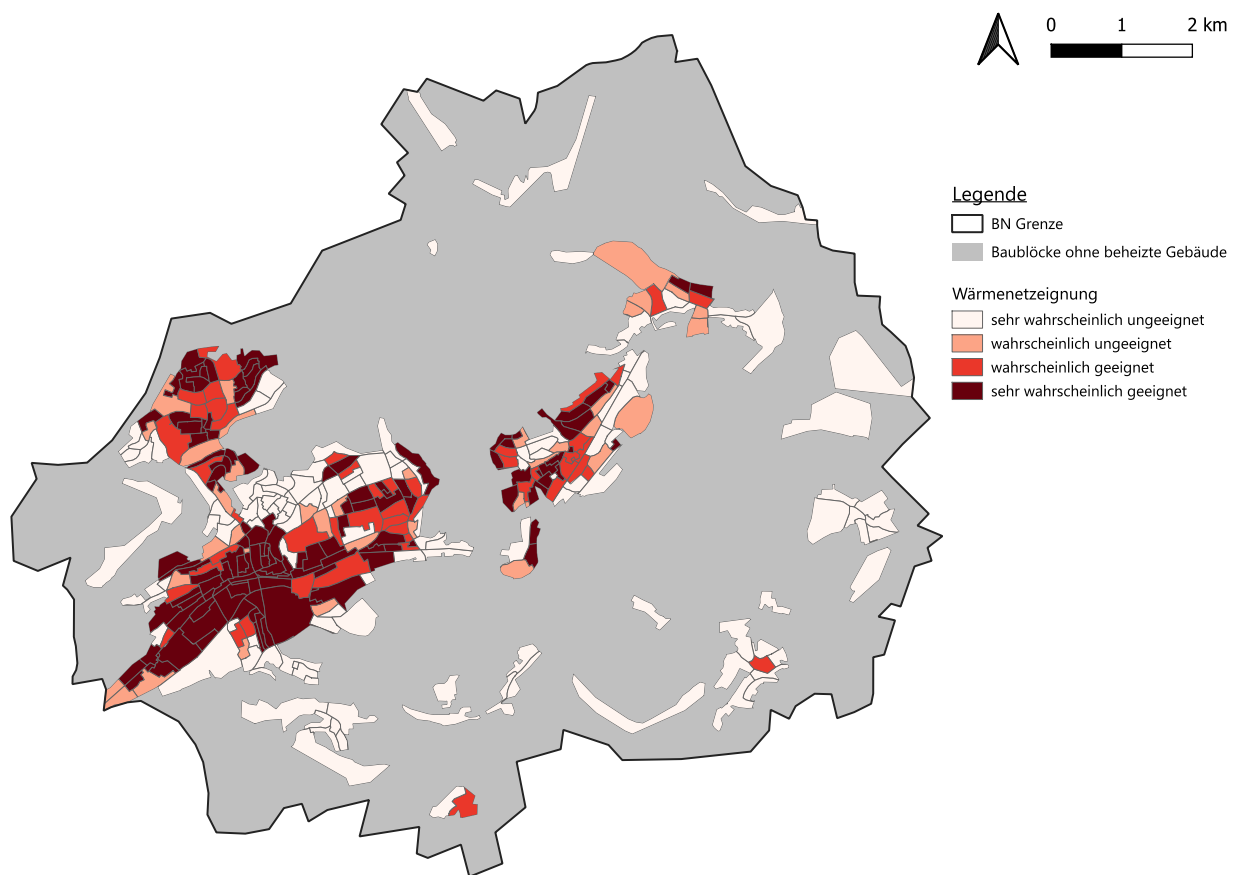 0 1 2 km
Legende
BN Grenze
Baublöcke ohne beheizte Gebäude
Wärmenetzeignung
sehr wahrscheinlich ungeeignet
wahrscheinlich ungeeignet
wahrscheinlich geeignet
sehr wahrscheinlich geeignet